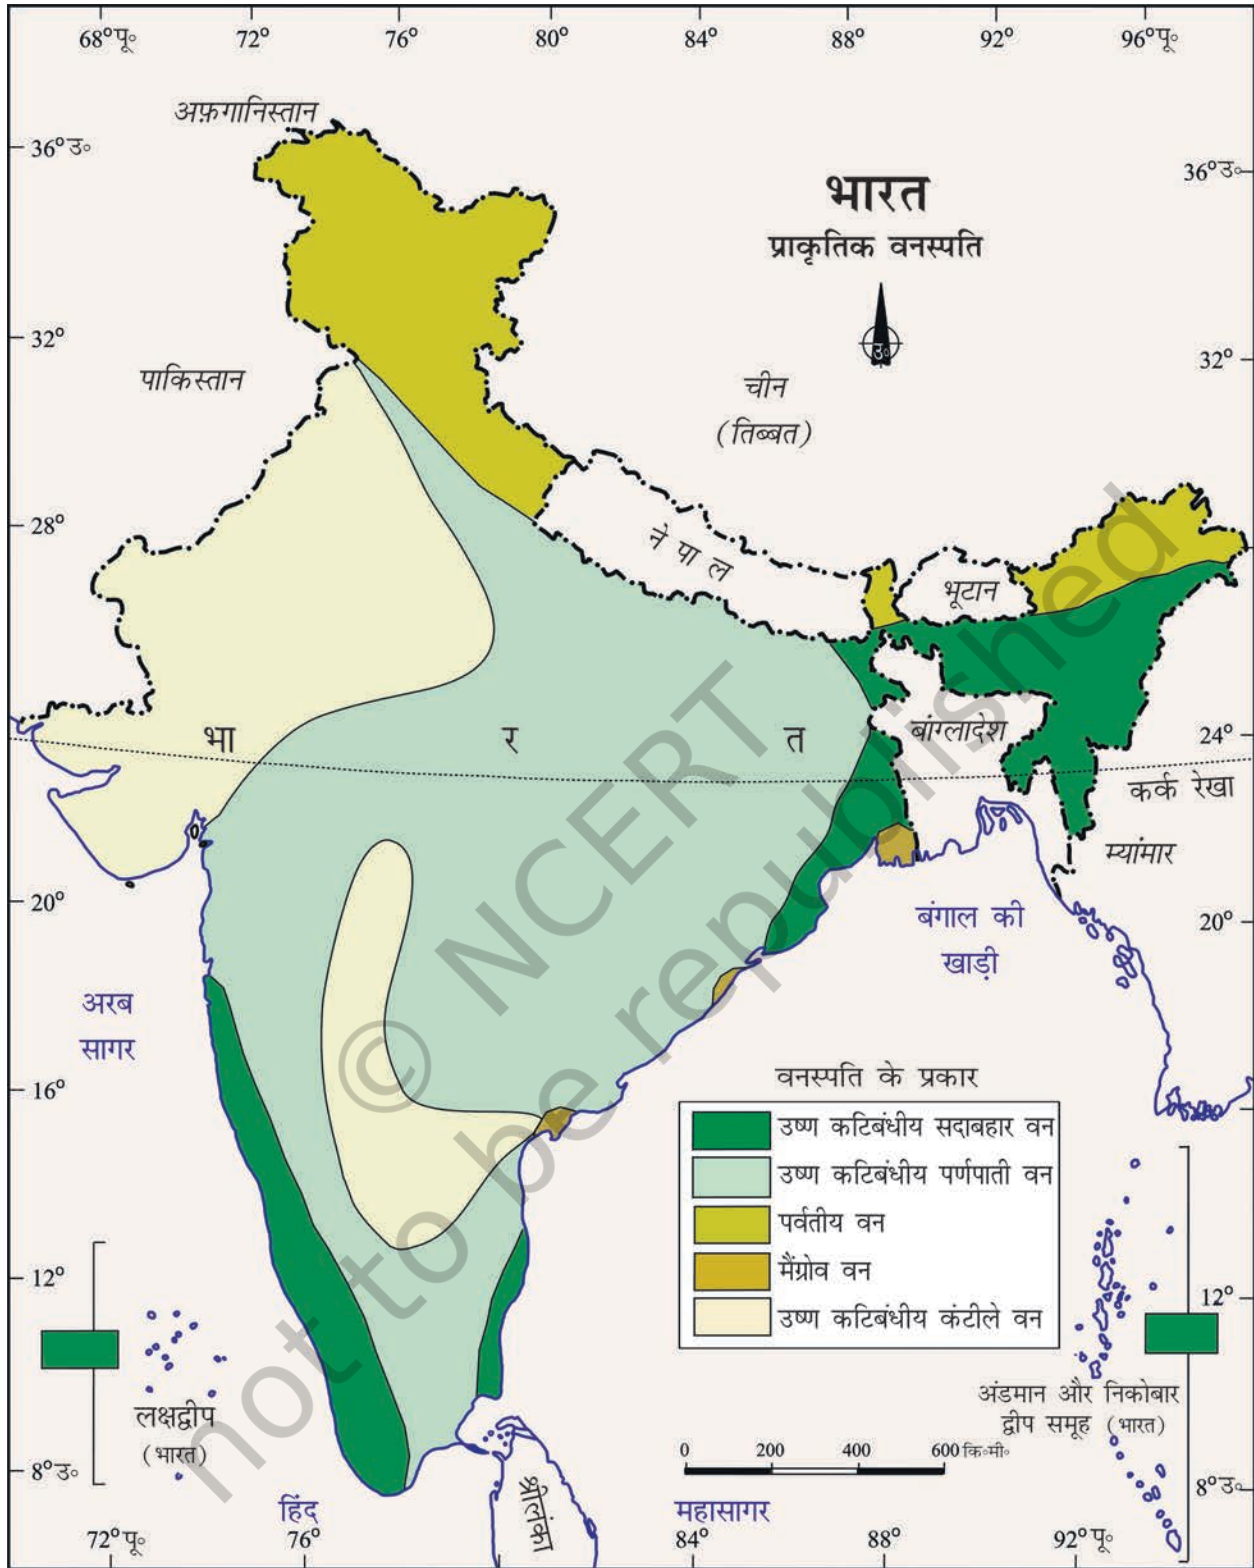 68°पू॰ 72° 76° 80° 84° 88° 92° 96°पू॰
अफ़गानिस्तान
36°उ॰
36°उ॰
भारत
प्राकृतिक वनस्पति
उ॰
32°
32°
पाकिस्तान
चीन
(तिब्बत)
28°
नेपाल
भूटान
भारत
बांग्लादेश
24°
कर्क रेखा
म्यांमार
20°
20°
बंगाल की
खाड़ी
अरब
सागर
16°
वनस्पति के प्रकार
उष्ण कटिबंधीय सदाबहार वन
उष्ण कटिबंधीय पर्णपाती वन
पर्वतीय वन
मैंग्रोव वन
उष्ण कटिबंधीय कंटीले वन
12°
12°
लक्षद्वीप
(भारत)
अंडमान और निकोबार
द्वीप समूह (भारत)
0 200 400 600 कि॰मी॰
8°उ॰
8°उ॰
श्रीलंका
हिंद महासागर
72°पू॰ 76° 84° 88° 92°पू॰
© NCERT
not to be republished